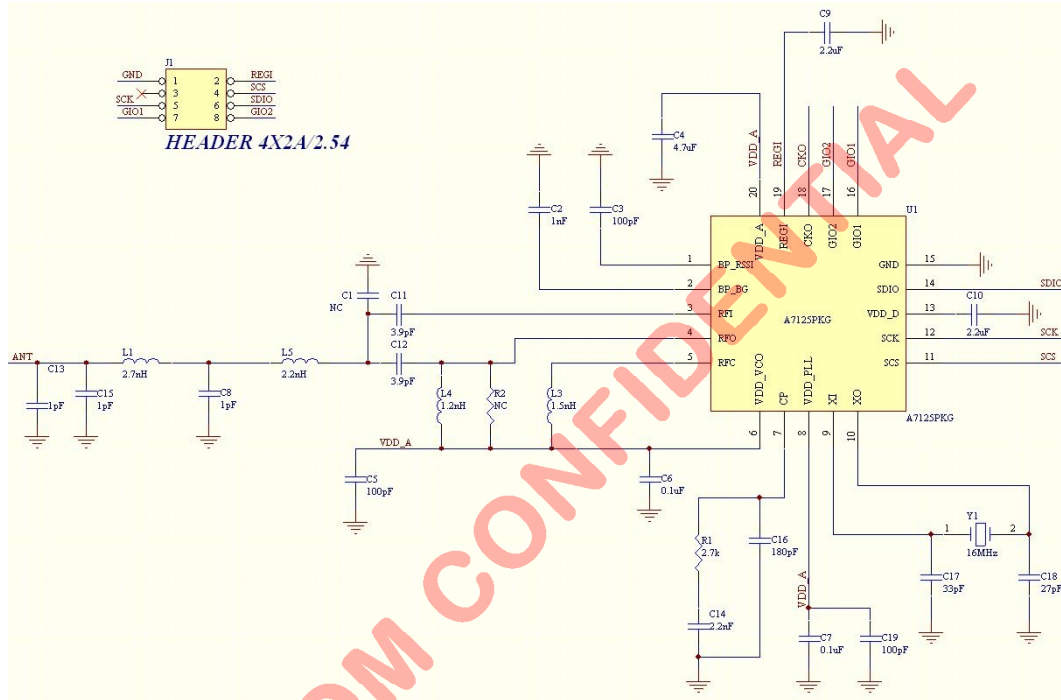 C9
2.2uF
J1
GND 1 2 REGI
3 4 SCS
SCK 5 6 SDIO
GIO1 7 8 GIO2
HEADER 4X2A/2.54
C4
4.7uF
VDD_A
REGI
CKO
GIO2
GIO1
20
19
18
17
16
U1
C2
1nF
C3
100pF
VDD_A
REGI
CKO
GIO2
GIO1
1 BP_RSSI
2 BP_BG
3 RFI
4 RFO
5 RFC
A7125PKG
GND 15
SDIO 14 SDIO
VDD_D 13
SCK 12 SCK
SCS 11 SCS
C10
2.2uF
VDD_VCO
CP
VDD_PLL
XI
XO
A7125PKG
6
7
8
9
10
C1
NC
C11
3.9pF
C12
3.9pF
ANT
L1
2.7nH
L5
2.2nH
C13
1pF
C15
1pF
C8
1pF
L4
1.2nH
R2
NC
L3
1.5nH
VDD_A
C5
100pF
C6
0.1uF
R1
2.7k
C16
180pF
C14
2.2nF
VDD_A
C7
0.1uF
C19
100pF
1 Y1 2
16MHz
C17
33pF
C18
27pF
OM CONFIDENTIAL